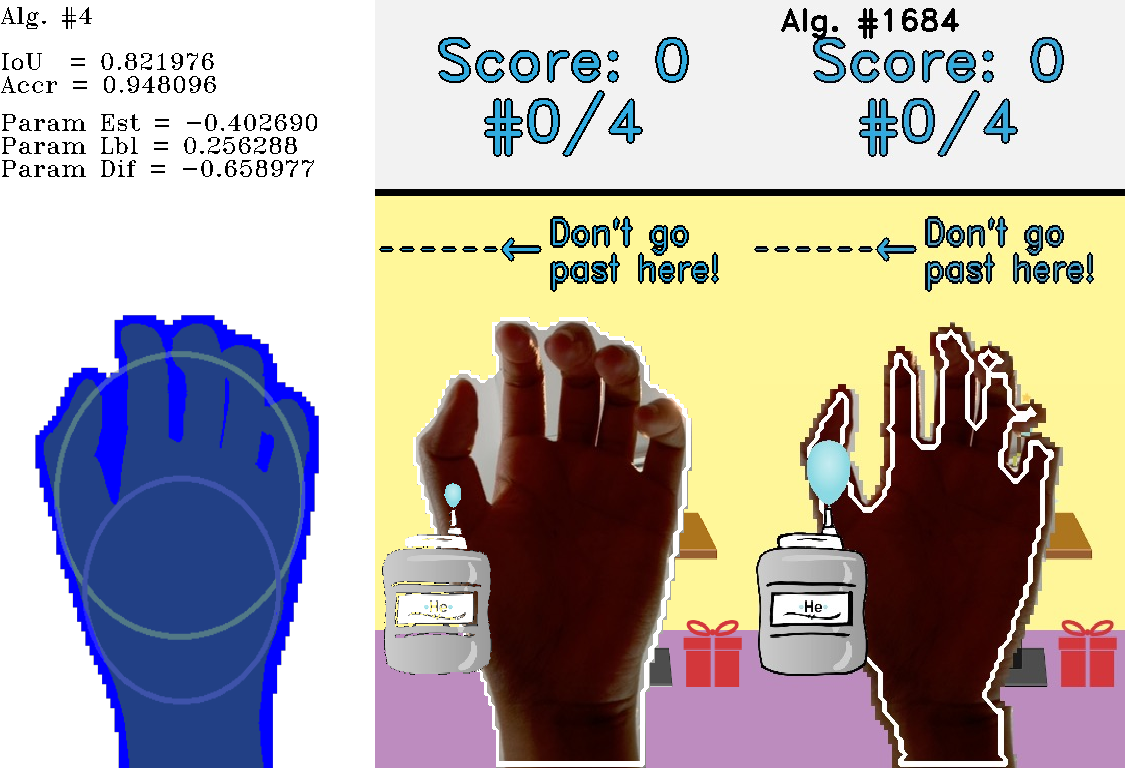 Alg. #4
IoU = 0.821976
Accr = 0.948096
Param Est = −0.402690
Param Lbl = 0.256288
Param Dif = −0.658977
Score: 0
#0/4
Don't go
past here!
He
Alg. #1684
Score: 0
#0/4
Don't go
past here!
He